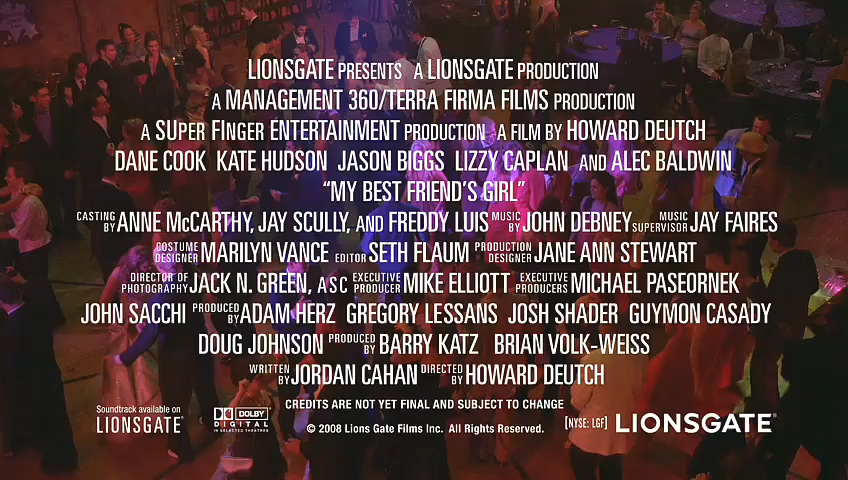 LIONSGATE PRESENTS A LIONSGATE PRODUCTION
A MANAGEMENT 360/TERRA FIRMA FILMS PRODUCTION
A SUPER FINGER ENTERTAINMENT PRODUCTION A FILM BY HOWARD DEUTCH
DANE COOK KATE HUDSON JASON BIGGS LIZZY CAPLAN AND ALEC BALDWIN
"MY BEST FRIEND'S GIRL"
CASTING BY ANNE McCARTHY, JAY SCULLY, AND FREDDY LUIS MUSIC BY JOHN DEBNEY MUSIC SUPERVISOR JAY FAIRES
COSTUME DESIGNER MARILYN VANCE EDITOR SETH FLAUM PRODUCTION DESIGNER JANE ANN STEWART
DIRECTOR OF PHOTOGRAPHY JACK N. GREEN, ASC EXECUTIVE PRODUCER MIKE ELLIOTT EXECUTIVE PRODUCERS MICHAEL PASEORNEK
JOHN SACCHI PRODUCED BY ADAM HERZ GREGORY LESSANS JOSH SHADER GUYMON CASADY
DOUG JOHNSON PRODUCED BY BARRY KATZ BRIAN VOLK-WEISS
WRITTEN BY JORDAN CAHAN DIRECTED BY HOWARD DEUTCH
CREDITS ARE NOT YET FINAL AND SUBJECT TO CHANGE
Soundtrack available on
LIONSGATE®
DOLBY
DIGITAL
IN SELECTED THEATRES
© 2008 Lions Gate Films Inc. All Rights Reserved.
[NYSE: LGF] LIONSGATE®